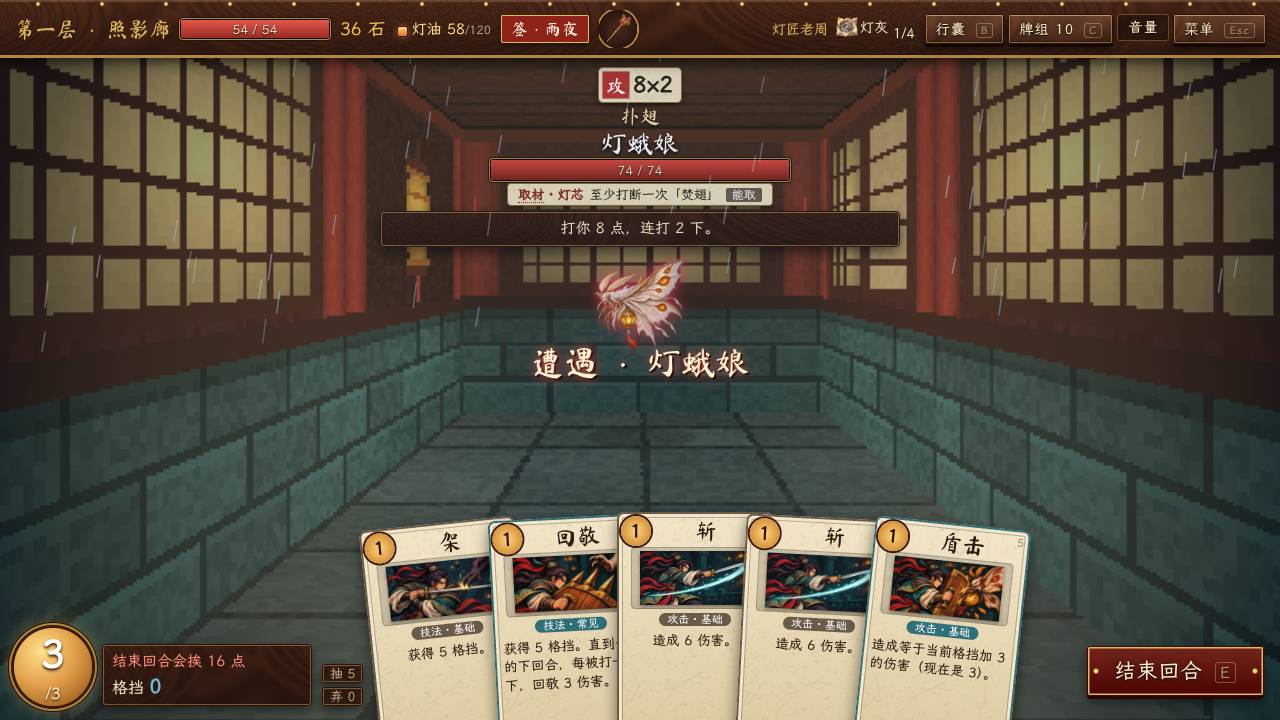 第一层 · 照影廊
54 / 54
36 石
灯油 58/120
签 · 雨夜
灯匠老周
灯灰 1/4
行囊 B
牌组 10 C
音量
菜单 Esc
攻 8×2
扑翅
灯蛾娘
74 / 74
取材 · 灯芯 至少打断一次「焚翅」 能取
打你 8 点，连打 2 下。
遭遇 · 灯蛾娘
1 架
技法 · 基础
获得 5 格挡。
1 回敬
技法 · 常见
获得 5 格挡。直到
的下回合，每被打一
下，回敬 3 伤害。
1 斩
攻击 · 基础
造成 6 伤害。
1 斩
攻击 · 基础
造成 6 伤害。
1 盾击 5
攻击 · 基础
造成等于当前格挡加 3
的伤害（现在是 3）。
3/3
结束回合会挨 16 点
格挡 0
抽 5
弃 0
结束回合 E